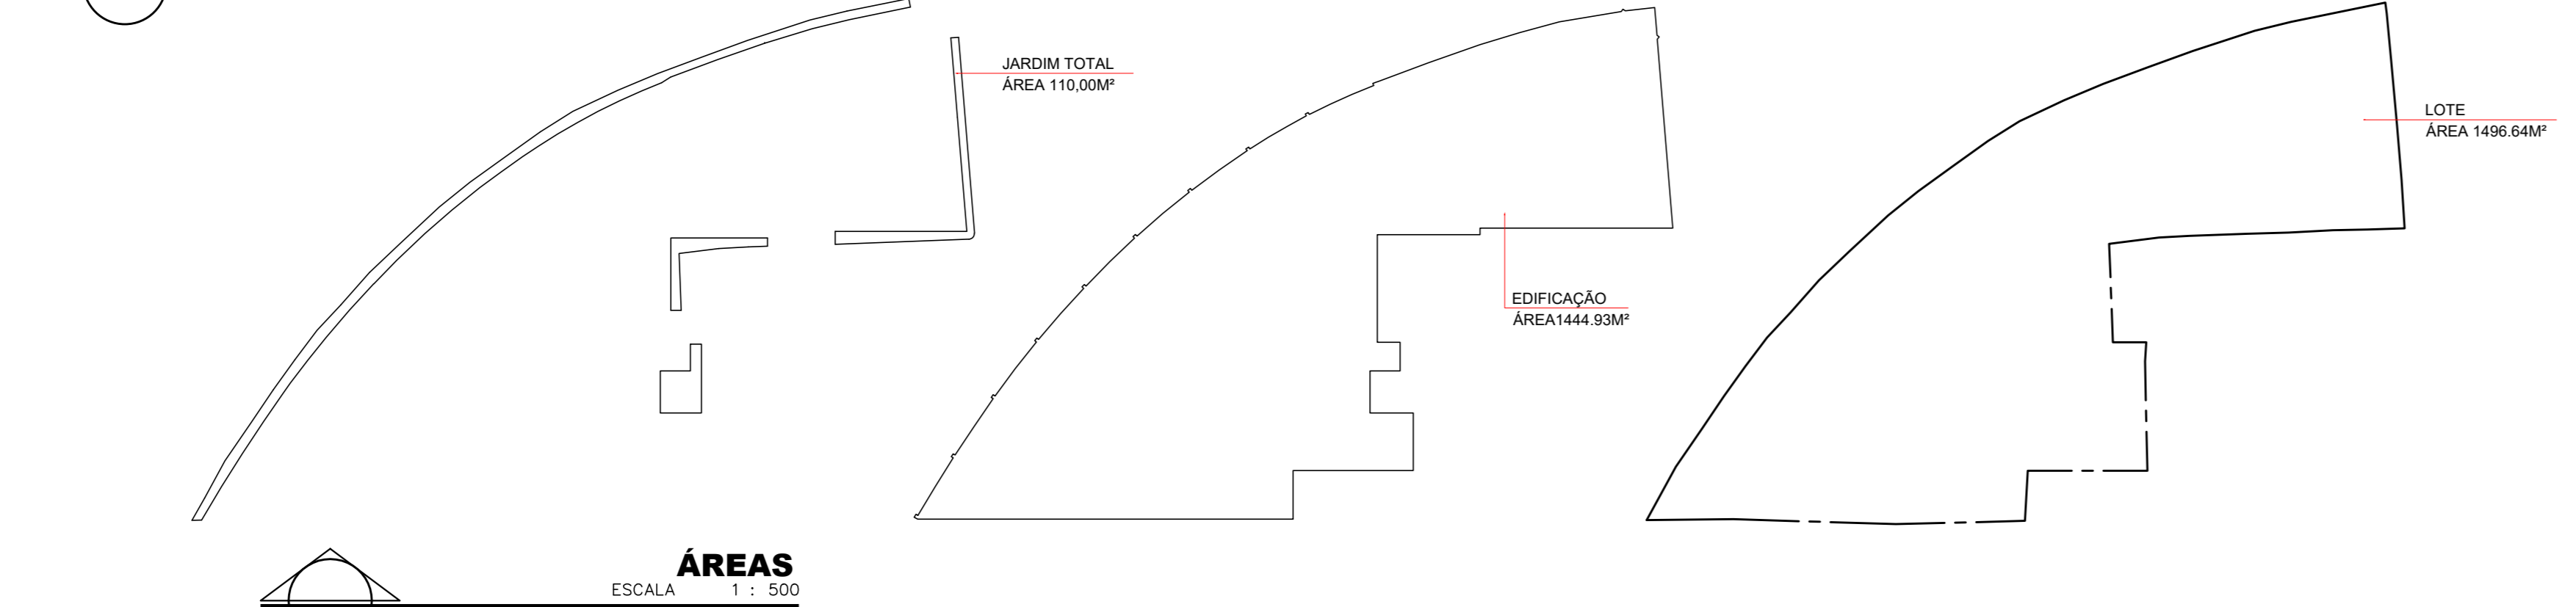 JARDIM TOTAL
ÁREA 110,00M²
LOTE
ÁREA 1496.64M²
EDIFICAÇÃO
ÁREA1444.93M²
ÁREAS
ESCALA 1 : 500